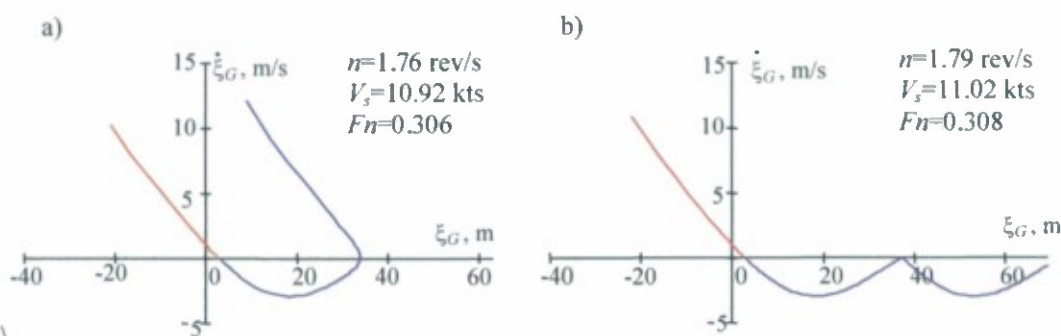 a)
15
ξ̇G, m/s
n=1.76 rev/s
Vs=10.92 kts
Fn=0.306
10
5
ξG, m
-40
-20
0
20
40
60
-5
b)
15
ξ̇G, m/s
n=1.79 rev/s
Vs=11.02 kts
Fn=0.308
10
5
ξG, m
-40
-20
0
20
40
60
-5